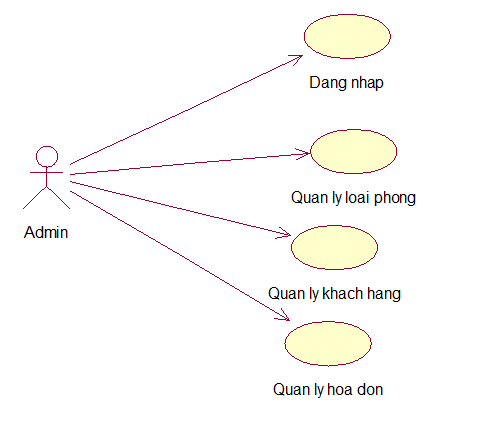 Dang nhap
Quan ly loai phong
Admin
Quan ly khach hang
Quan ly hoa don